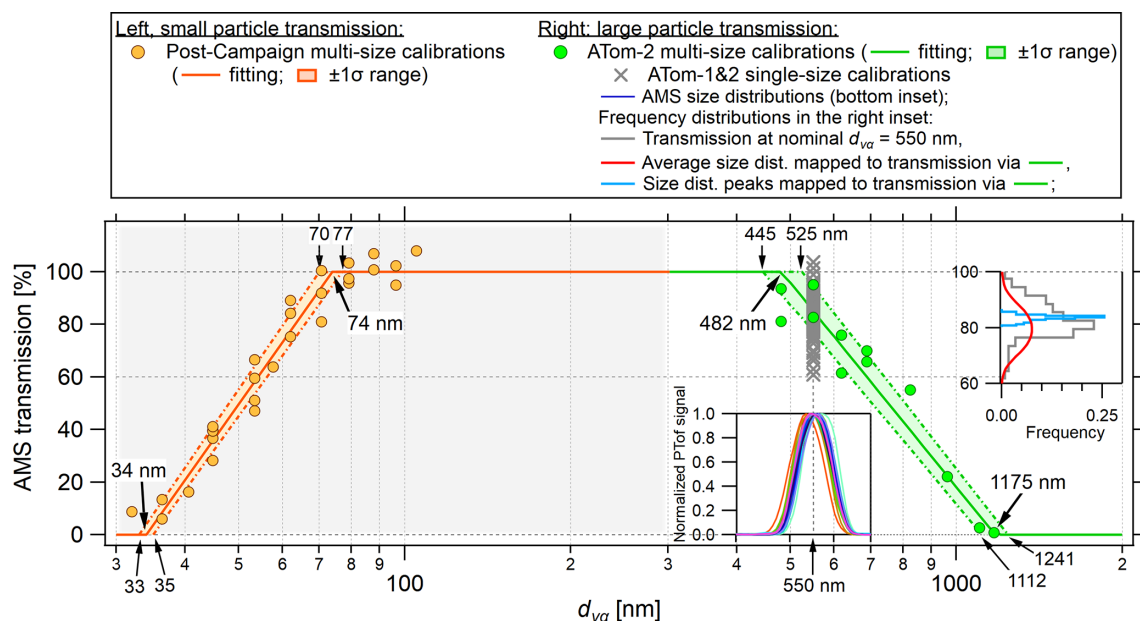 Left, small particle transmission:
Post-Campaign multi-size calibrations
( fitting; ±1σ range)
Right: large particle transmission:
ATom-2 multi-size calibrations ( fitting; ±1σ range)
ATom-1&2 single-size calibrations
AMS size distributions (bottom inset);
Frequency distributions in the right inset:
Transmission at nominal dva = 550 nm,
Average size dist. mapped to transmission via ,
Size dist. peaks mapped to transmission via ;
AMS transmission [%]
100
80
60
40
20
0
70
77
74 nm
34 nm
33
35
445
525 nm
482 nm
1175 nm
1241
1112
550 nm
Normalized PToF signal
1.0
0.8
0.6
0.4
0.2
0.0
100
80
60
0.00
0.25
Frequency
3 4 5 6 7 8 9 100 2 3 4 5 6 7 8 9 1000 2
dva [nm]